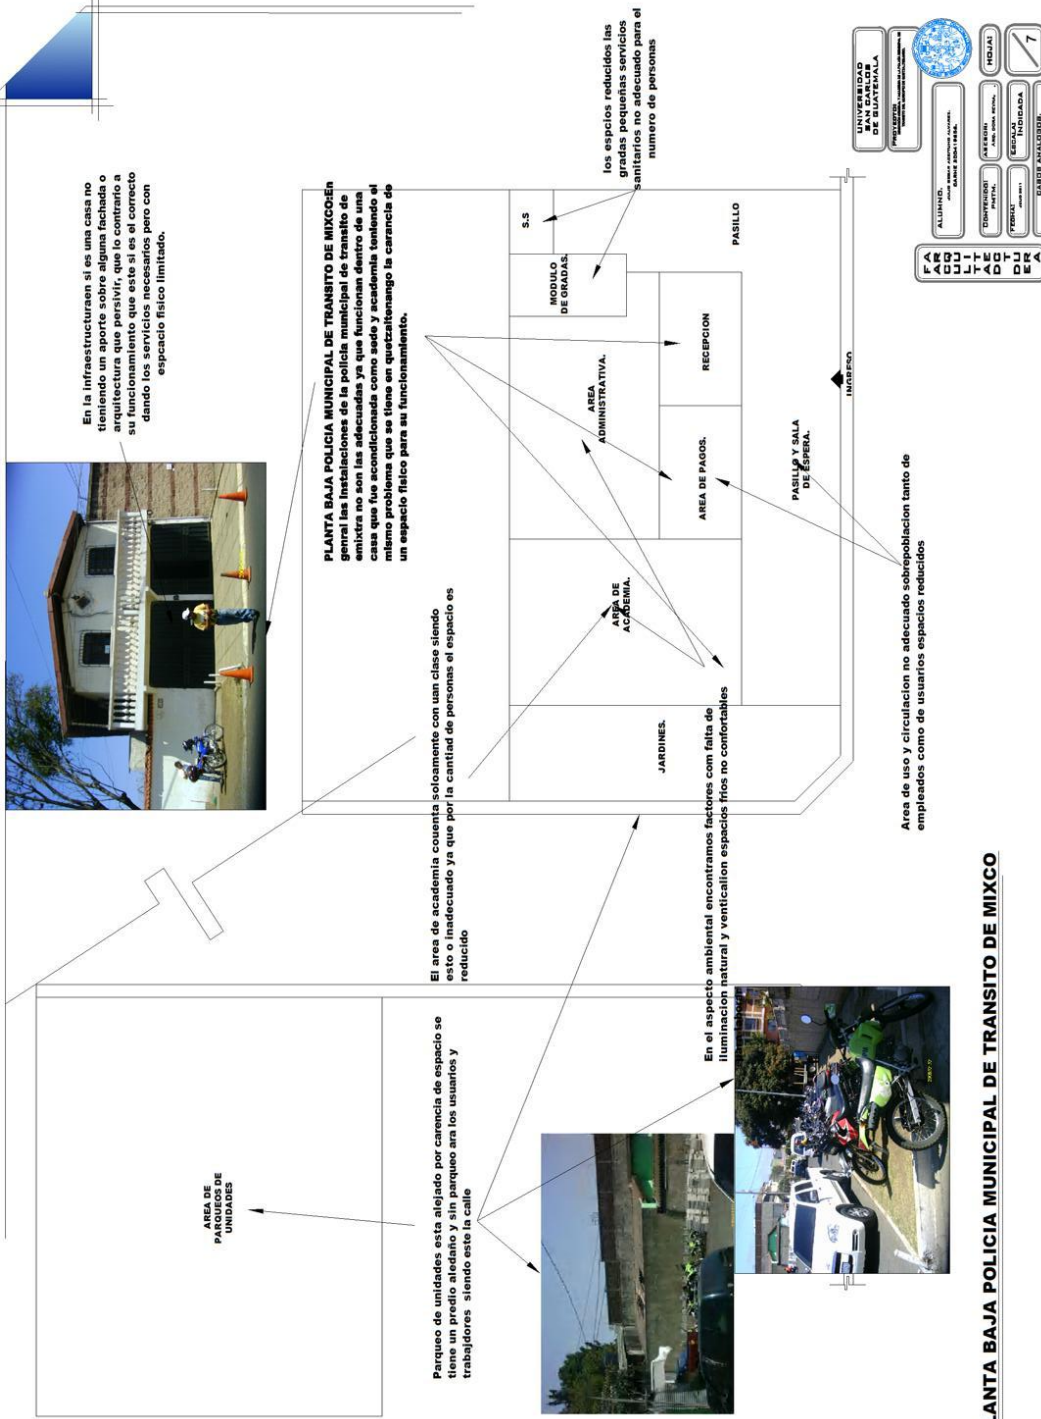 En la infraestructuraen si es una casa no
tieniendo un aporte sobre alguna fachada o
arquitectura que persivir, que lo contrario a
su funcionamiento que este si es el correcto
dando los servicios necesarios pero con
espcacio fisico limitado.
PLANTA BAJA POLICIA MUNICIPAL DE TRANSITO DE MIXCO:En
genral las instalaciones de la policia municipal de transito de
emixtra no son las adecuadas ya que funcionan dentro de una
casa que fue acondicionada como sede y academia teniendo el
mismo problema que se tiene en quetzaltenango la carancia de
un espacio fisico para su funcionamiento.
los espcios reducidos las
gradas pequeñas servicios
sanitarios no adecuado para el
numero de personas
El area de academia couenta soloamente con uan clase siendo
esto o inadecuado ya que por la cantiad de personas el espacio es
reducido
Parqueo de unidades esta alejado por carencia de espacio se
tiene un predio aledaño y sin parqueo ara los usuarios y
trabajdores siendo este la calle
AREA DE
PARQUEOS DE
UNIDADES
S.S
MODULO
DE GRADAS.
PASILLO
AREA
ADMINISTRATIVA.
RECEPCION
AREA DE PAGOS.
AREA DE
ACADEMIA.
JARDINES.
PASILLO Y SALA
DE ESPERA.
INGRESO
En el aspecto ambiental encontramos factores com falta de
iluminacion natural y venticalion espacios frios no confortables
Area de uso y circulacion no adecuado sobrepoblacion tanto de
empleados como de usuarios espacios reducidos
LANTA BAJA POLICIA MUNICIPAL DE TRANSITO DE MIXCO
UNIVERSIDAD
SAN CARLOS
DE GUATEMALA
PROYECTO:
FACULTAD
ARQUITECTURA
DE
ALUMNO.
CONTENIDO:
PMTM.
ASESOR:
HOJA:
FECHA:
ESCALA:
INDICADA
7
CASOS ANALOGOS.